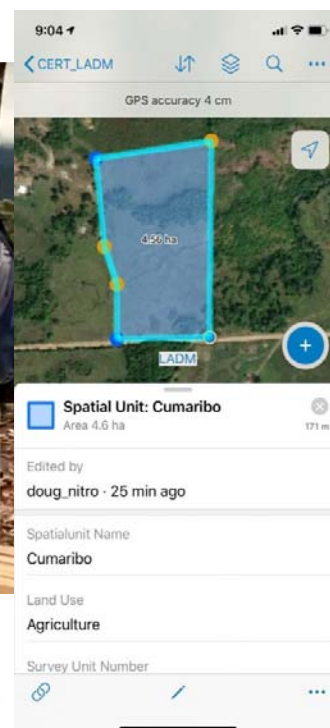 9:04
CERT_LADM
GPS accuracy 4 cm
4.56 ha
LADM
Spatial Unit: Cumaribo
Area 4.6 ha
171 m
Edited by
doug_nitro · 25 min ago
Spatialunit Name
Cumaribo
Land Use
Agriculture
Survey Unit Number